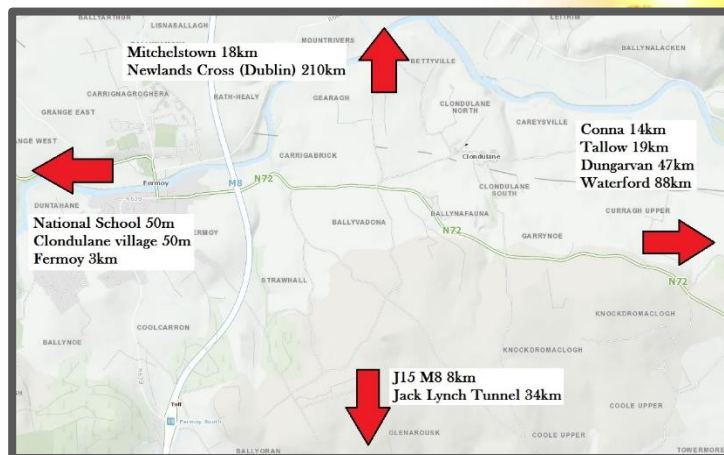 BALLYARTHUR
LISNASALLAGH
LEITRIM
Mitchelstown 18km
Newlands Cross (Dublin) 210km
MOUNTRIVERS
BETTYVILLE
BALLYNALACKEN
CARRIGNAGROGHERA
RATH-HEALY
GEARAGH
CLONDULANE
NORTH
CAREYSVILLE
GRANGE EAST
ANGE WEST
Conna 14km
Tallow 19km
Dungarvan 47km
Waterford 88km
CARRIGABRICK
Clondulane
Fermoy
M8
N72
CLONDULANE
SOUTH
DUNTAHANE
National School 50m
Clondulane village 50m
Fermoy 3km
FERMOY
BALLYVADONA
BALLYNAFAUNA
CURRAGH UPPER
N72
GARRYNOE
N72
STRAWHALL
KNOCKDROMACLOGH
COOLCARRON
BALLYNOE
KNOCKDROMACLOGH
J15 M8 8km
Jack Lynch Tunnel 34km
Toll
Fermoy South
COOLE UPPER
GLENAROUSK
COOLE UPPER
BALLYORAN
TOWERMORE